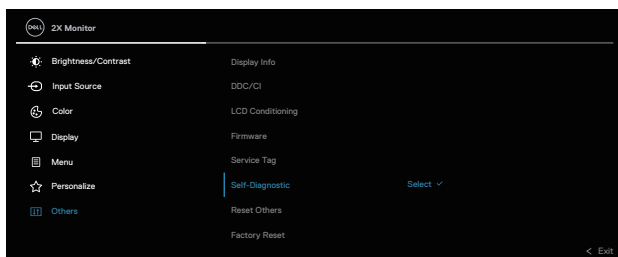 DELL 2X Monitor
Brightness/Contrast
Input Source
Color
Display
Menu
Personalize
Others
Display Info
DDC/CI
LCD Conditioning
Firmware
Service Tag
Self-Diagnostic Select ✓
Reset Others
Factory Reset
< Exit